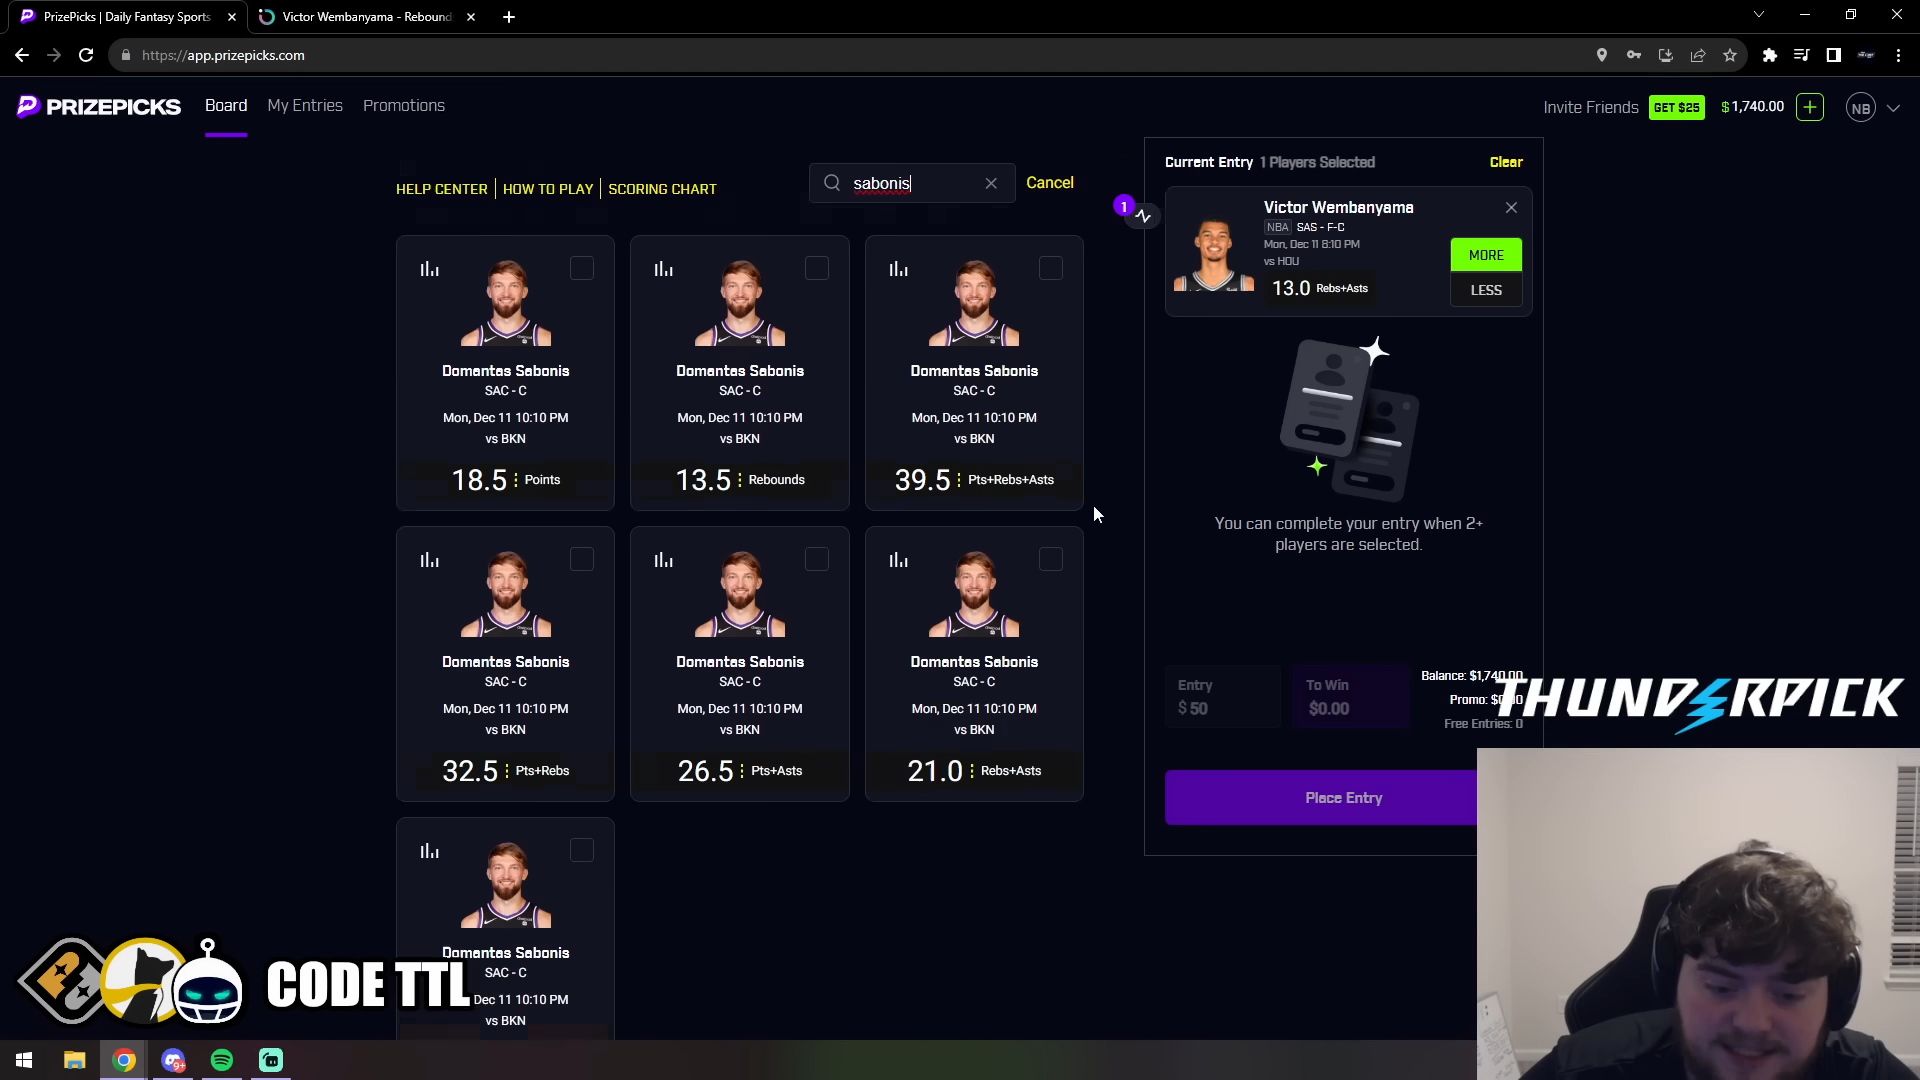 PrizePicks | Daily Fantasy Sports
Victor Wembanyama - Rebound
https://app.prizepicks.com
PRIZEPICKS
Board
My Entries
Promotions
Invite Friends
GET $25
$1,740.00
NB
HELP CENTER
HOW TO PLAY
SCORING CHART
sabonis
Cancel
Domantas Sabonis
SAC - C
Mon, Dec 11 10:10 PM
vs BKN
18.5 Points
Domantas Sabonis
SAC - C
Mon, Dec 11 10:10 PM
vs BKN
13.5 Rebounds
Domantas Sabonis
SAC - C
Mon, Dec 11 10:10 PM
vs BKN
39.5 Pts+Rebs+Asts
Domantas Sabonis
SAC - C
Mon, Dec 11 10:10 PM
vs BKN
32.5 Pts+Rebs
Domantas Sabonis
SAC - C
Mon, Dec 11 10:10 PM
vs BKN
26.5 Pts+Asts
Domantas Sabonis
SAC - C
Mon, Dec 11 10:10 PM
vs BKN
21.0 Rebs+Asts
Domantas Sabonis
SAC - C
Dec 11 10:10 PM
vs BKN
Current Entry 1 Players Selected
Clear
1
Victor Wembanyama
NBA SAS - F-C
Mon, Dec 11 8:10 PM
vs HOU
13.0 Rebs+Asts
MORE
LESS
You can complete your entry when 2+
players are selected.
Entry
$ 50
To Win
$0.00
Balance: $1,740.00
Promo: $0.00
Free Entries: 0
Place Entry
THUNDERPICK
CODE TTL
9+